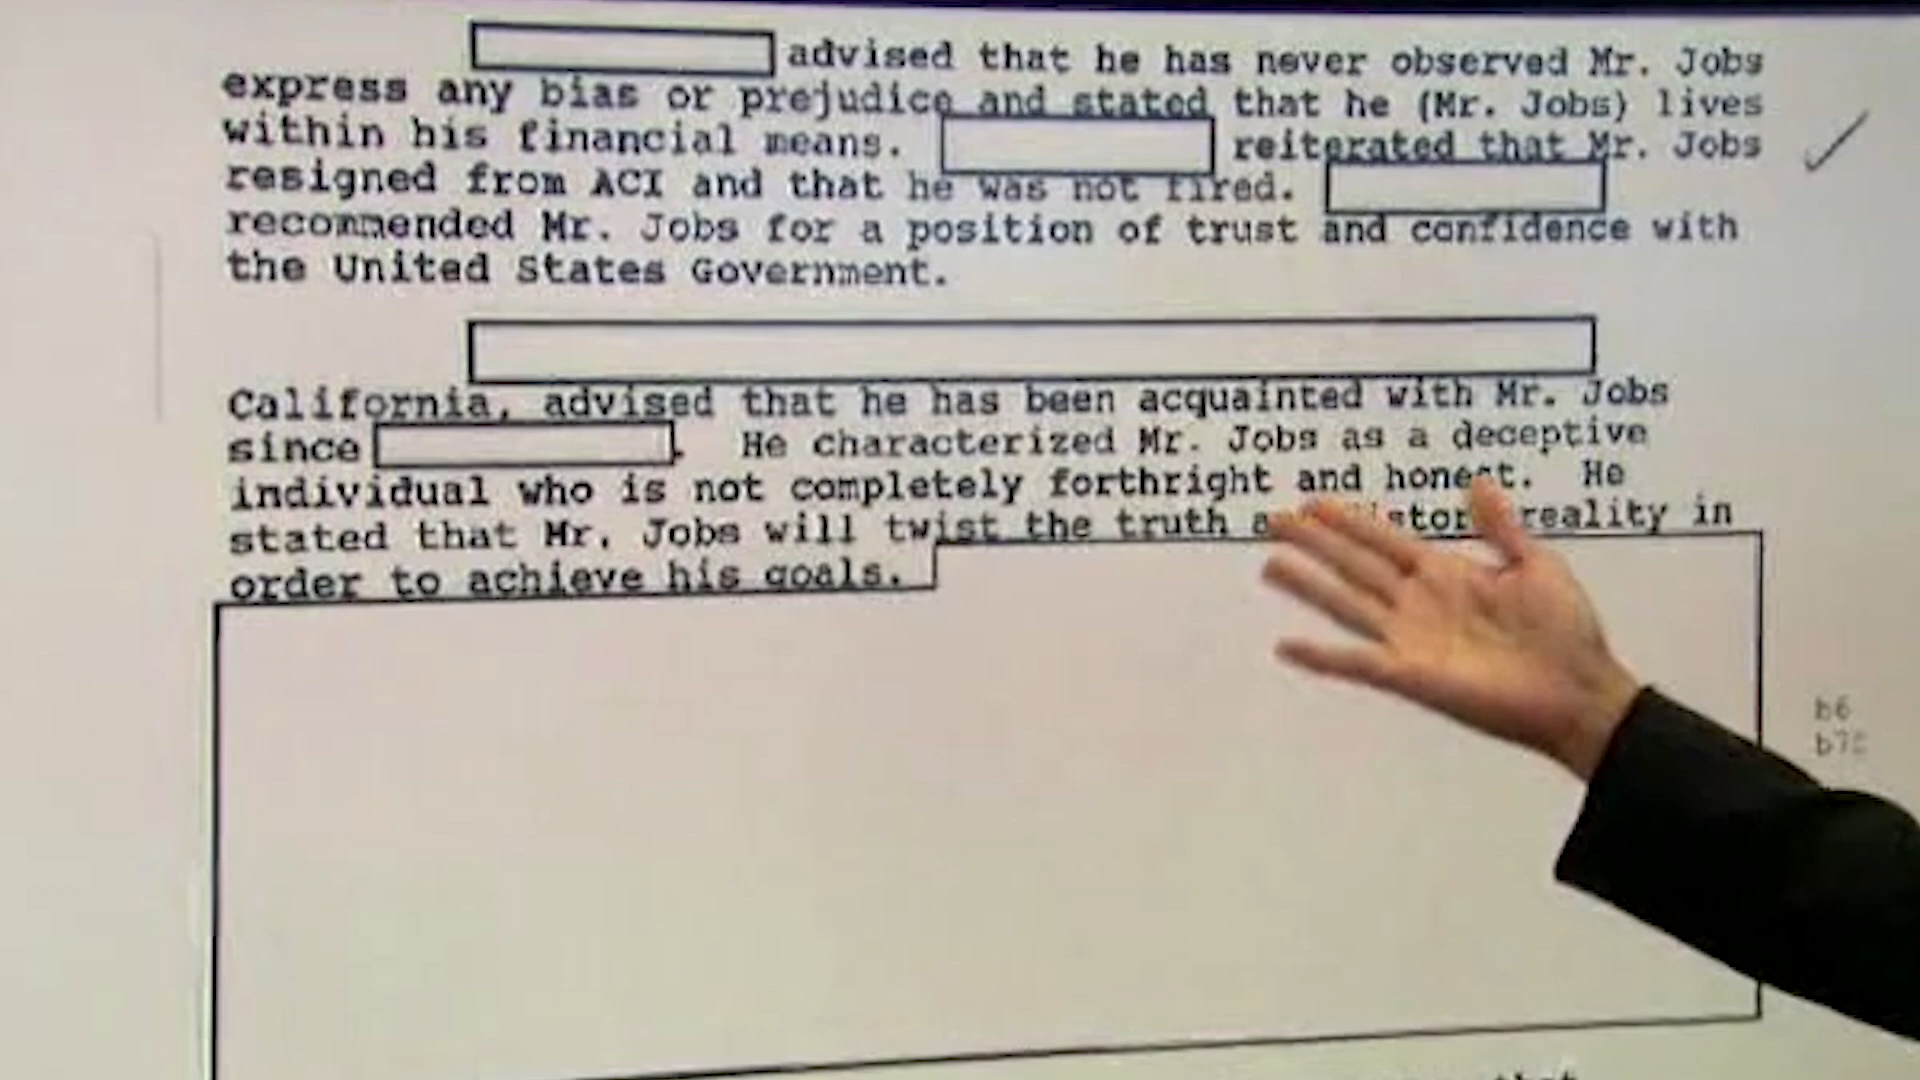 advised that he has never observed Mr. Jobs
express any bias or prejudice and stated that he (Mr. Jobs) lives
within his financial means. reiterated that Mr. Jobs
resigned from ACI and that he was not fired.
recommended Mr. Jobs for a position of trust and confidence with
the United States Government.
California, advised that he has been acquainted with Mr. Jobs
since . He characterized Mr. Jobs as a deceptive
individual who is not completely forthright and honest. He
stated that Mr. Jobs will twist the truth reality in
order to achieve his goals.
b6
b7C
that